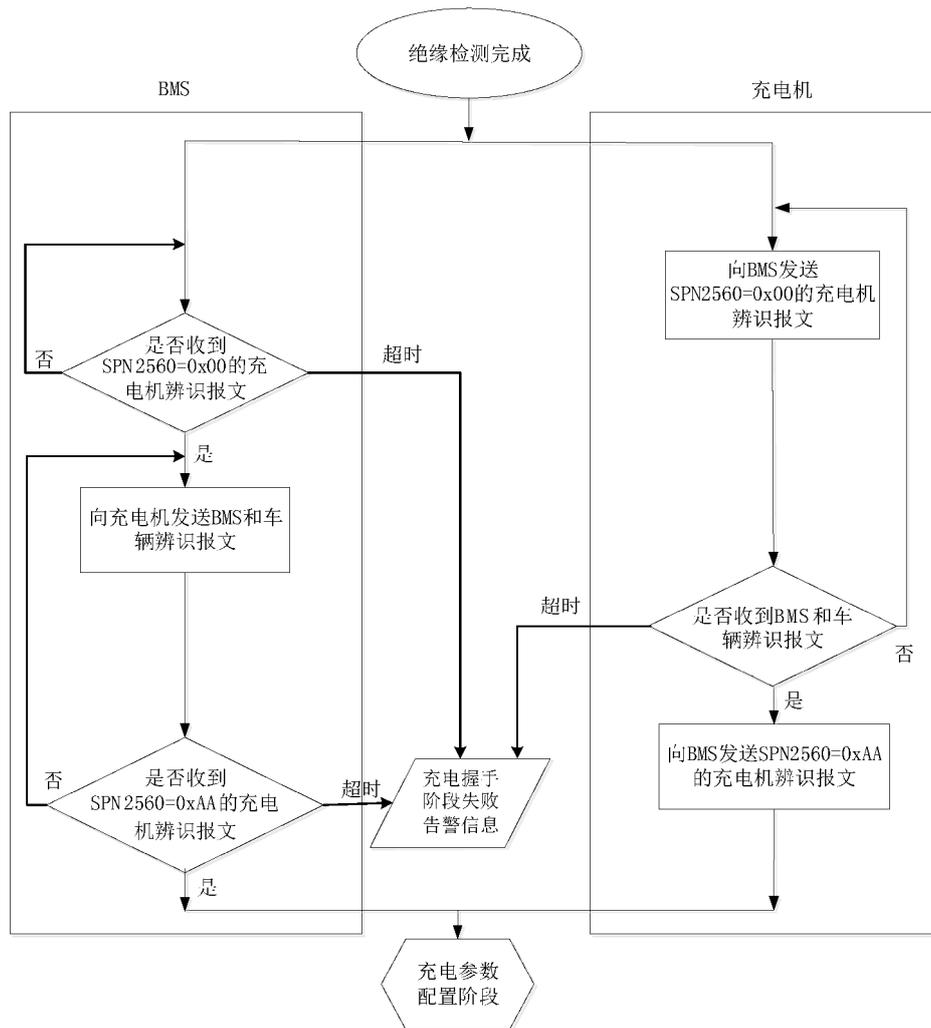 绝缘检测完成
BMS
充电机
向BMS发送
SPN2560=0x00的充电机
辨识报文
是否收到
SPN2560=0x00的充
电机辨识报文
否
超时
是
向充电机发送BMS和车
辆辨识报文
超时
是否收到BMS和车
辆辨识报文
否
是
向BMS发送SPN2560=0xAA
的充电机辨识报文
否
是否收到
SPN2560=0xAA的充电
机辨识报文
超时
充电握手
阶段失败
告警信息
是
充电参数
配置阶段